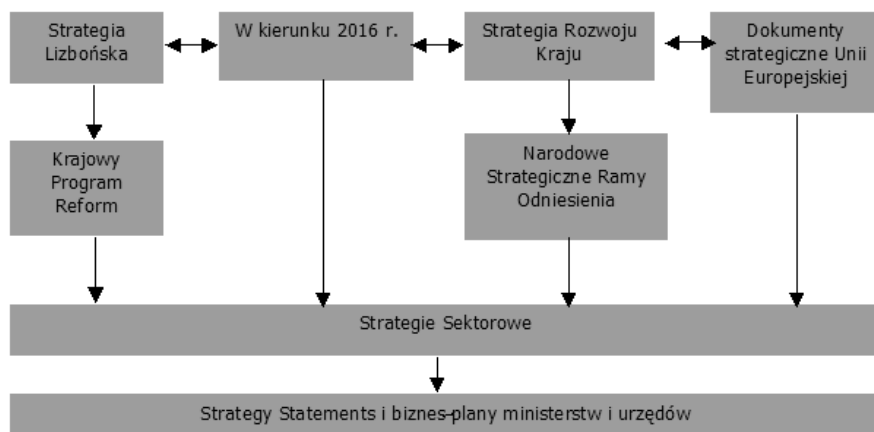 Strategia
Lizbońska
W kierunku 2016 r.
Strategia Rozwoju
Kraju
Dokumenty
strategiczne Unii
Europejskiej
Krajowy
Program
Reform
Narodowe
Strategiczne Ramy
Odniesienia
Strategie Sektorowe
Strategy Statements i biznes–plany ministerstw i urzędów